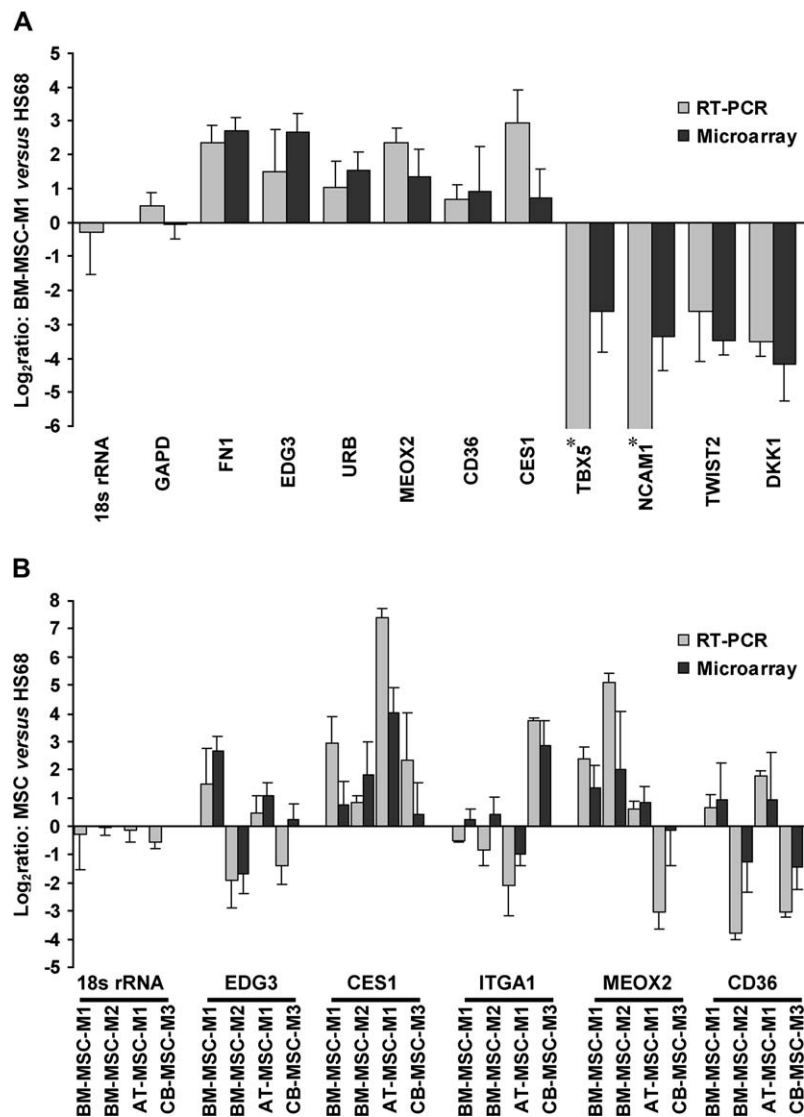 A
Log2ratio: BM-MSC-M1 versus HS68
5
4
3
2
1
0
-1
-2
-3
-4
-5
-6
RT-PCR
Microarray
18s rRNA
GAPD
FN1
EDG3
URB
MEOX2
CD36
CES1
*
TBX5
*
NCAM1
TWIST2
DKK1
B
Log2ratio: MSC versus HS68
8
7
6
5
4
3
2
1
0
-1
-2
-3
-4
-5
RT-PCR
Microarray
18s rRNA
EDG3
CES1
ITGA1
MEOX2
CD36
BM-MSC-M1
BM-MSC-M2
AT-MSC-M1
CB-MSC-M3
BM-MSC-M1
BM-MSC-M2
AT-MSC-M1
CB-MSC-M3
BM-MSC-M1
BM-MSC-M2
AT-MSC-M1
CB-MSC-M3
BM-MSC-M1
BM-MSC-M2
AT-MSC-M1
CB-MSC-M3
BM-MSC-M1
BM-MSC-M2
AT-MSC-M1
CB-MSC-M3
BM-MSC-M1
BM-MSC-M2
AT-MSC-M1
CB-MSC-M3